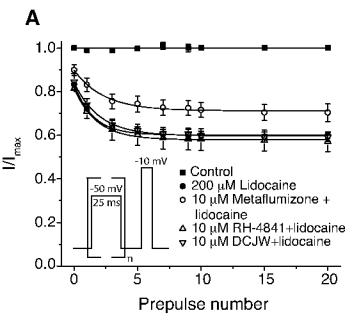 A
I/Imax
1.0
0.8
0.6
0.4
0.2
0.0
-10 mV
-50 mV
25 ms
n
Control
200 µM Lidocaine
10 µM Metaflumizone +
lidocaine
10 µM RH-4841+lidocaine
10 µM DCJW+lidocaine
0 5 10 15 20
Prepulse number